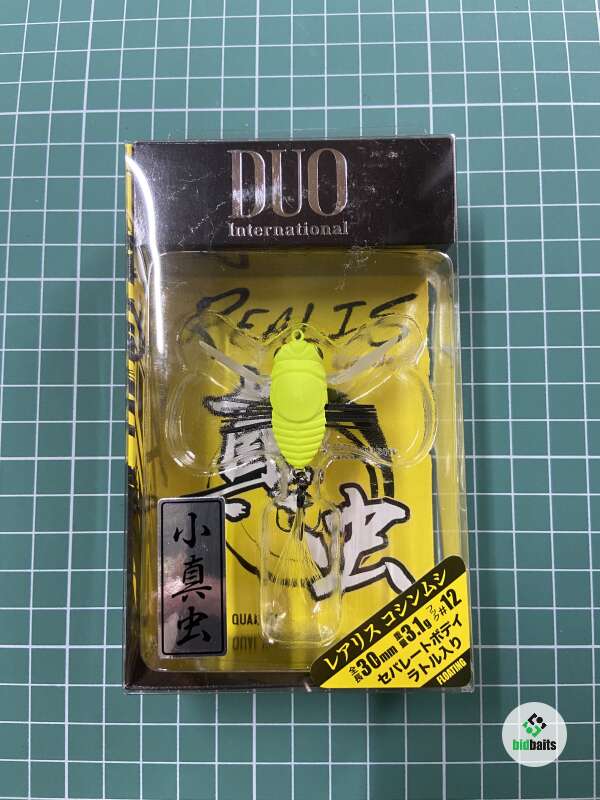 DUO
International
REALIS
真虫
小真虫
レアリス コシンムシ
全長30mm 重量3.1g フック#12
セパレートボディ
ラトル入り
FLOATING
bidbaits